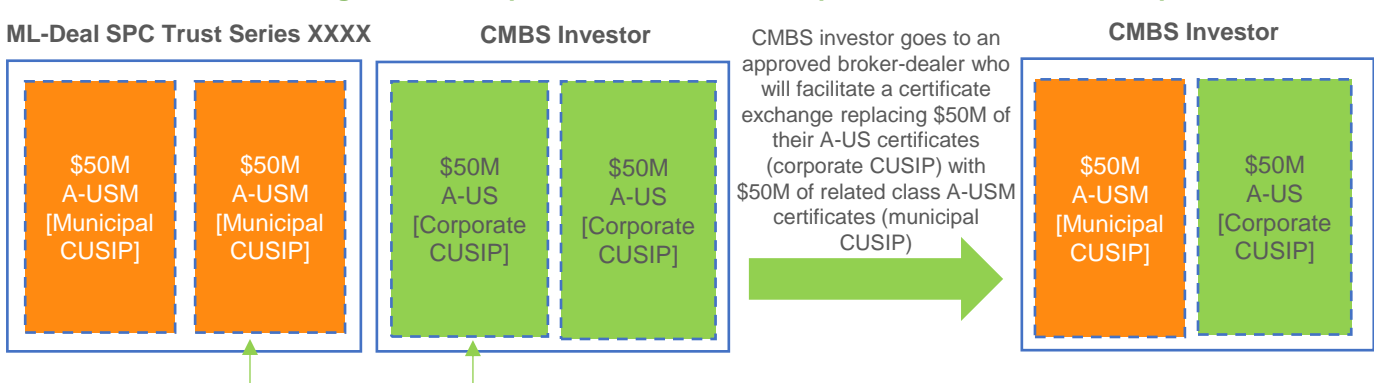 ML-Deal SPC Trust Series XXXX
$50M
A-USM
[Municipal
CUSIP]
$50M
A-USM
[Municipal
CUSIP]
CMBS Investor
$50M
A-US
[Corporate
CUSIP]
$50M
A-US
[Corporate
CUSIP]
CMBS investor goes to an
approved broker-dealer who
will facilitate a certificate
exchange replacing $50M of
their A-US certificates
(corporate CUSIP) with
$50M of related class A-USM
certificates (municipal
CUSIP)
CMBS Investor
$50M
A-USM
[Municipal
CUSIP]
$50M
A-US
[Corporate
CUSIP]